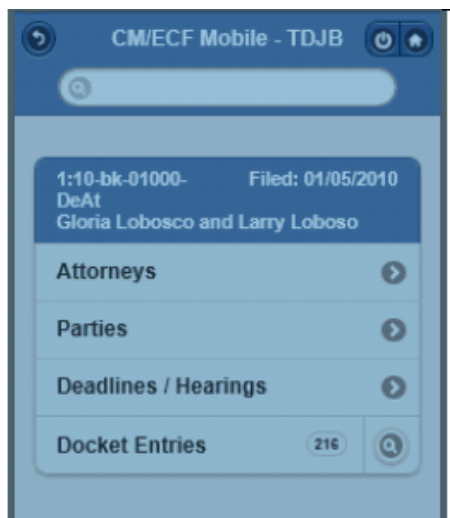 CM/ECF Mobile - TDJB
1:10-bk-01000- Filed: 01/05/2010
DeAt
Gloria Lobosco and Larry Loboso
Attorneys
Parties
Deadlines / Hearings
Docket Entries 216